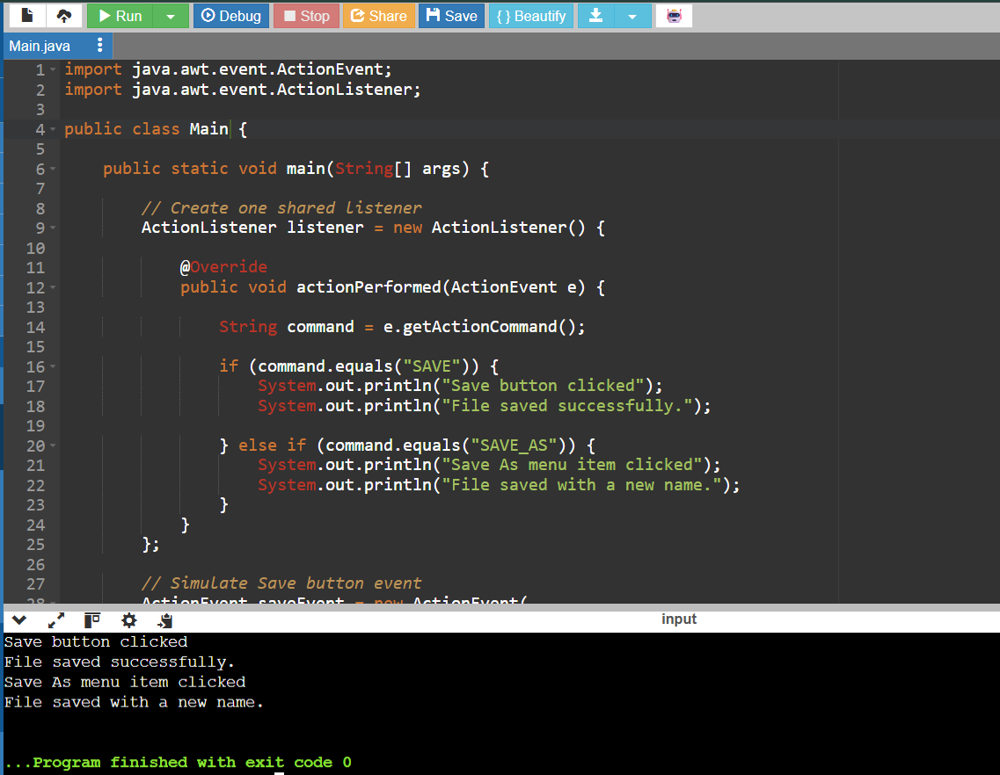 Run Debug Stop Share Save { } Beautify
Main.java
1 import java.awt.event.ActionEvent;
2 import java.awt.event.ActionListener;
3
4 public class Main {
5
6 public static void main(String[] args) {
7
8 // Create one shared listener
9 ActionListener listener = new ActionListener() {
10
11 @Override
12 public void actionPerformed(ActionEvent e) {
13
14 String command = e.getActionCommand();
15
16 if (command.equals("SAVE")) {
17 System.out.println("Save button clicked");
18 System.out.println("File saved successfully.");
19
20 } else if (command.equals("SAVE_AS")) {
21 System.out.println("Save As menu item clicked");
22 System.out.println("File saved with a new name.");
23 }
24 }
25 };
26
27 // Simulate Save button event
28 ActionEvent saveEvent = new ActionEvent(
input
Save button clicked
File saved successfully.
Save As menu item clicked
File saved with a new name.
...Program finished with exit code 0